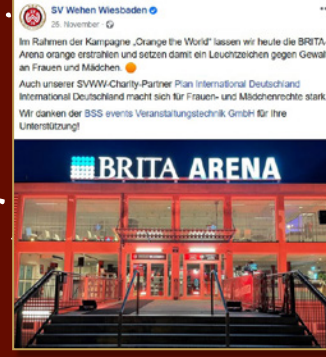 SV Wehen Wiesbaden
25. November ·
Im Rahmen der Kampagne „Orange the World" lassen wir heute die BRITA-
Arena orange erstrahlen und setzen damit ein Leuchtzeichen gegen Gewal
an Frauen und Mädchen.
Auch unserer SVWW-Charity-Partner Plan International Deutschland
International Deutschland macht sich für Frauen- und Mädchenrechte stark
Wir danken der BSS events Veranstaltungstechnik GmbH für Ihre
Unterstützung!
BRITA ARENA